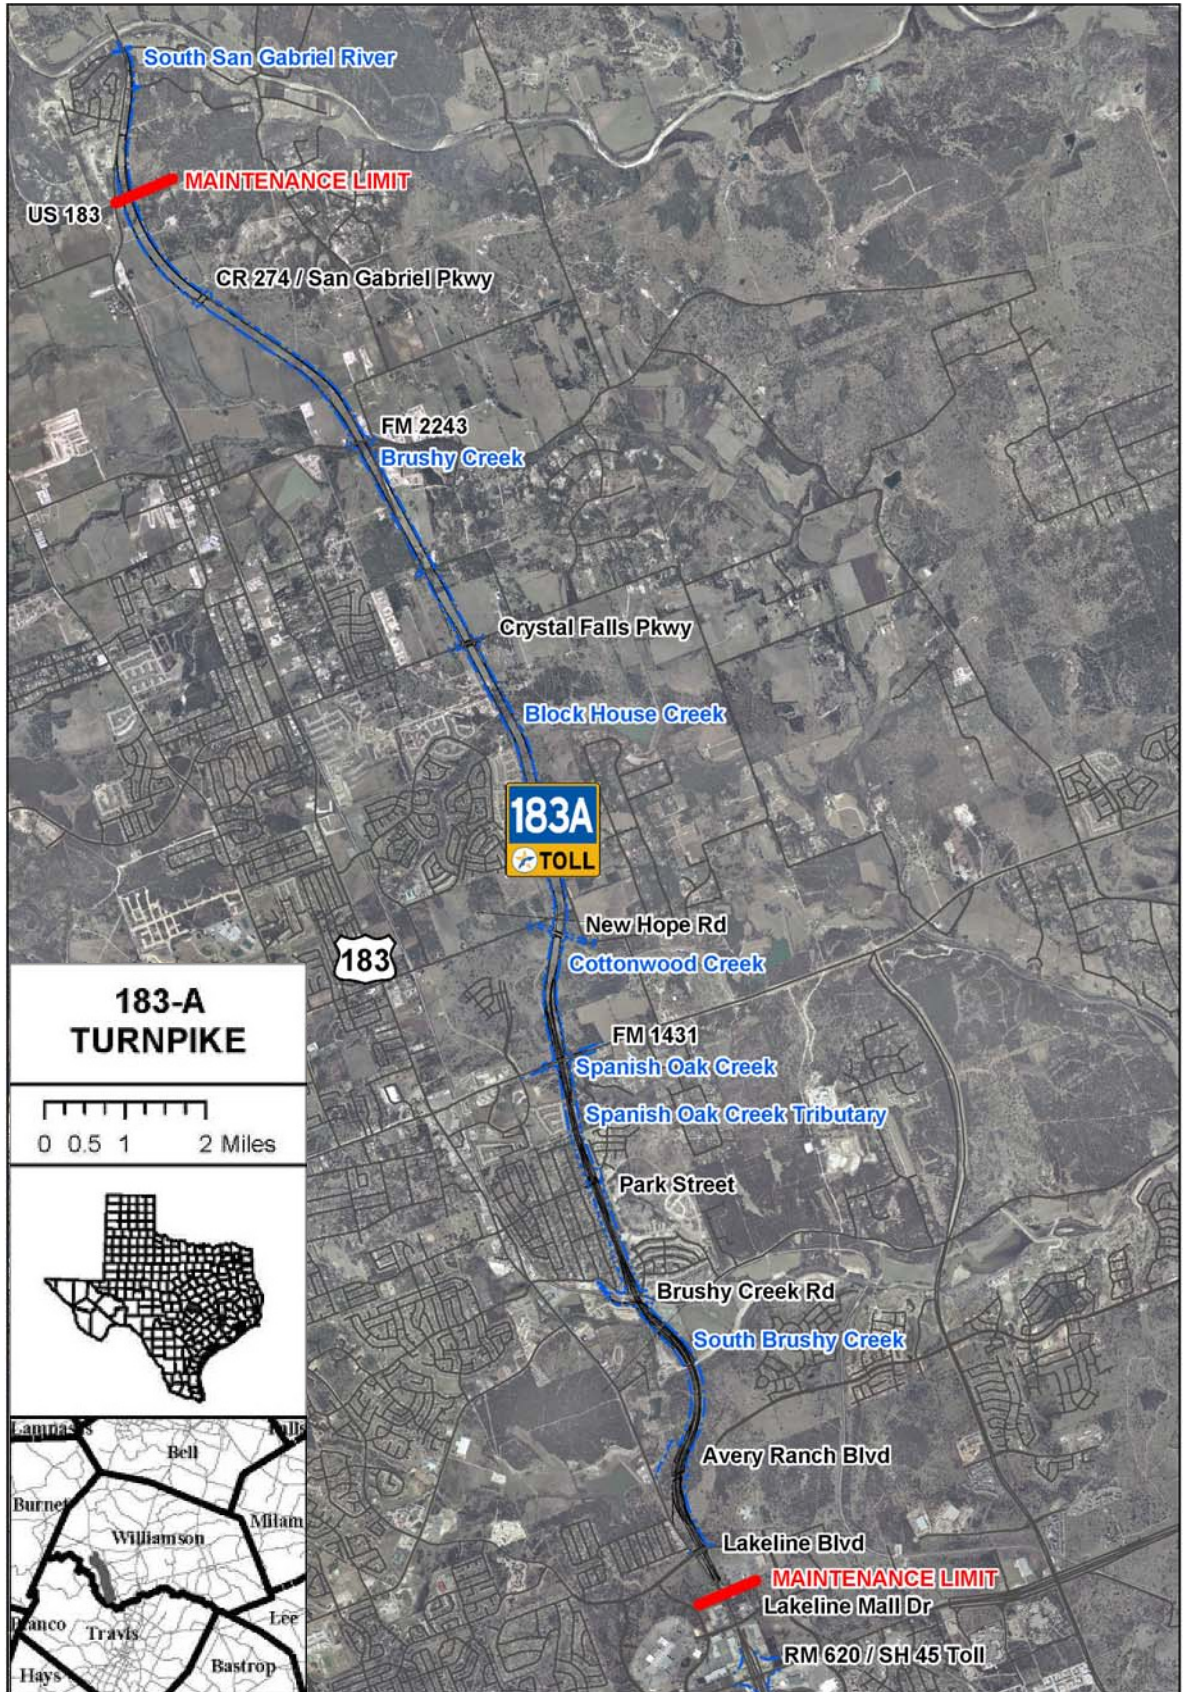 South San Gabriel River
MAINTENANCE LIMIT
US 183
CR 274 / San Gabriel Pkwy
FM 2243
Brushy Creek
Crystal Falls Pkwy
Block House Creek
183A
TOLL
New Hope Rd
183
Cottonwood Creek
183-A
TURNPIKE
FM 1431
Spanish Oak Creek
Spanish Oak Creek Tributary
0 0.5 1 2 Miles
Park Street
Brushy Creek Rd
South Brushy Creek
Avery Ranch Blvd
Lakeline Blvd
MAINTENANCE LIMIT
Lakeline Mall Dr
RM 620 / SH 45 Toll
Lampas s
Falls
Bell
Burnet
Milam
Williamson
anco
Travis
Lee
Hays
Bastrop